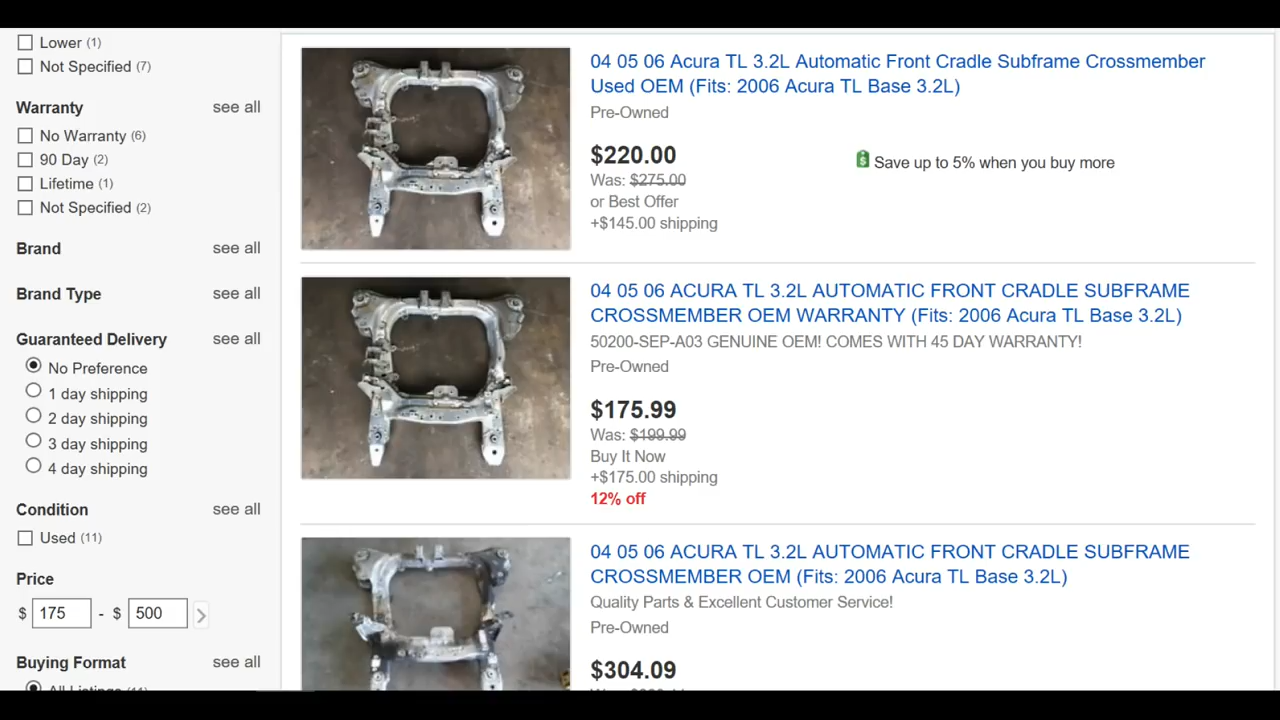 Lower (1)
Not Specified (7)
Warranty see all
No Warranty (6)
90 Day (2)
Lifetime (1)
Not Specified (2)
Brand see all
Brand Type see all
Guaranteed Delivery see all
No Preference
1 day shipping
2 day shipping
3 day shipping
4 day shipping
Condition see all
Used (11)
Price
$ 175 - $ 500
Buying Format see all
All Listings (11)
04 05 06 Acura TL 3.2L Automatic Front Cradle Subframe Crossmember
Used OEM (Fits: 2006 Acura TL Base 3.2L)
Pre-Owned
$220.00
Was: $275.00
or Best Offer
+$145.00 shipping
Save up to 5% when you buy more
04 05 06 ACURA TL 3.2L AUTOMATIC FRONT CRADLE SUBFRAME
CROSSMEMBER OEM WARRANTY (Fits: 2006 Acura TL Base 3.2L)
50200-SEP-A03 GENUINE OEM! COMES WITH 45 DAY WARRANTY!
Pre-Owned
$175.99
Was: $199.99
Buy It Now
+$175.00 shipping
12% off
04 05 06 ACURA TL 3.2L AUTOMATIC FRONT CRADLE SUBFRAME
CROSSMEMBER OEM (Fits: 2006 Acura TL Base 3.2L)
Quality Parts & Excellent Customer Service!
Pre-Owned
$304.09